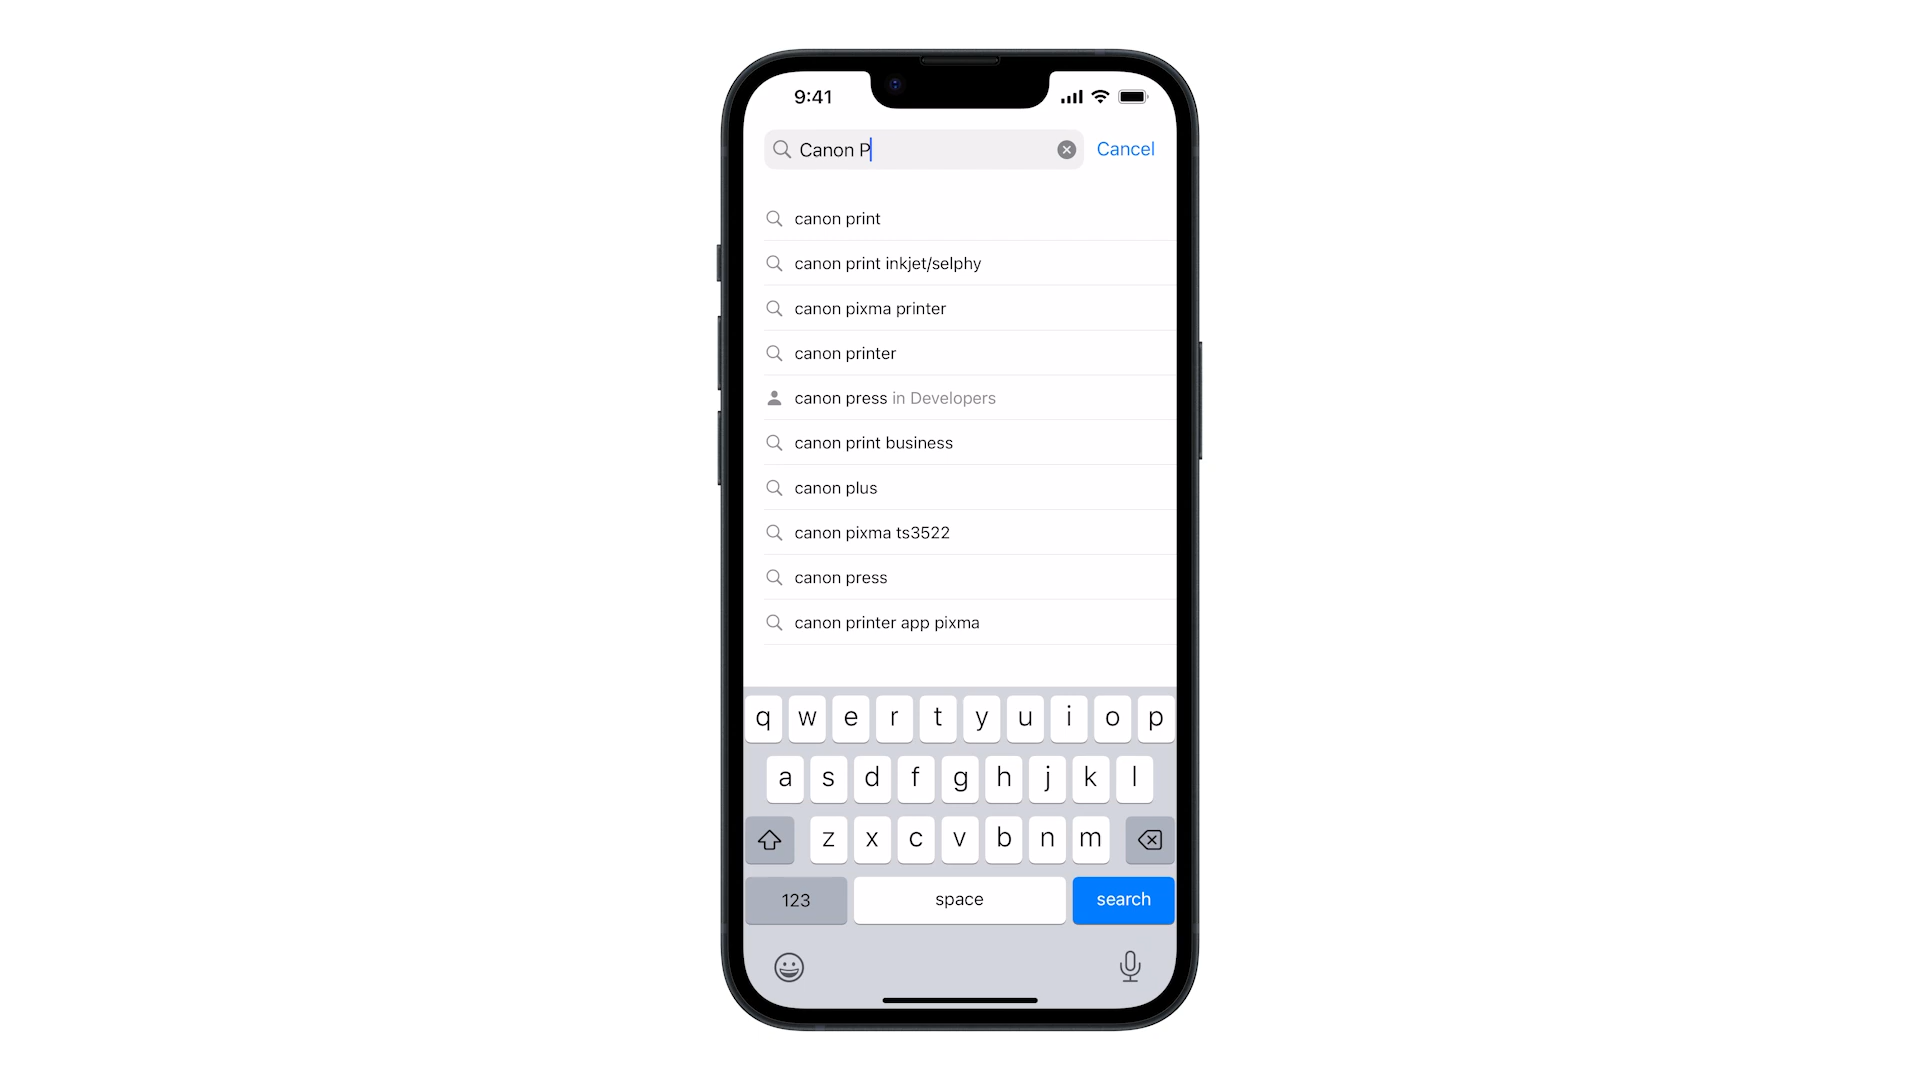 9:41
Canon P
Cancel
canon print
canon print inkjet/selphy
canon pixma printer
canon printer
canon press in Developers
canon print business
canon plus
canon pixma ts3522
canon press
canon printer app pixma
q w e r t y u i o p
a s d f g h j k l
z x c v b n m
123 space search